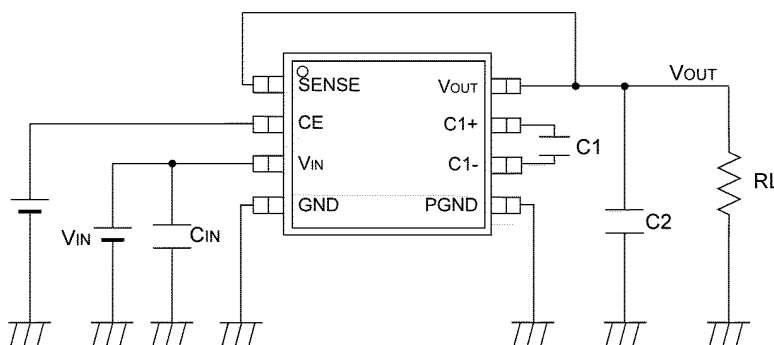 VOUT
SENSE
VOUT
CE
C1+
C1
VIN
C1-
RL
GND
PGND
VIN
CIN
C2